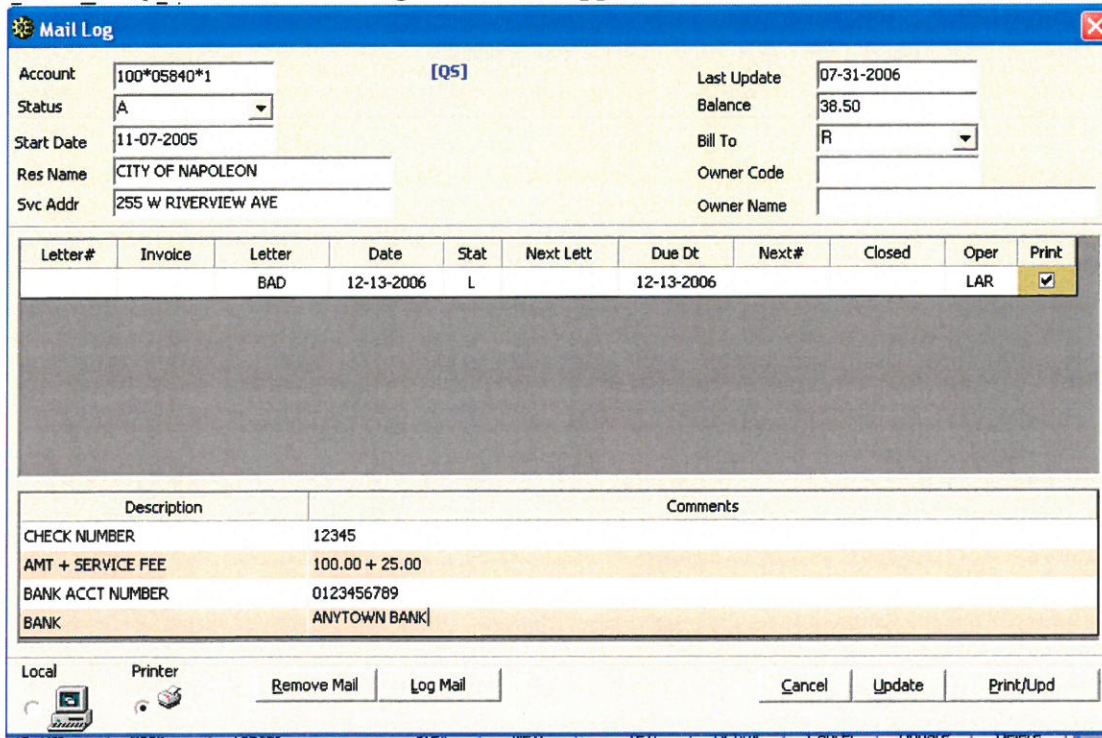 Mail Log
Account 100*05840*1 [QS] Last Update 07-31-2006
Status A Balance 38.50
Start Date 11-07-2005 Bill To R
Res Name CITY OF NAPOLEON Owner Code
Svc Addr 255 W RIVERVIEW AVE Owner Name
Letter# Invoice Letter Date Stat Next Lett Due Dt Next# Closed Oper Print
BAD 12-13-2006 L 12-13-2006 LAR
Description Comments
CHECK NUMBER 12345
AMT + SERVICE FEE 100.00 + 25.00
BANK ACCT NUMBER 0123456789
BANK ANYTOWN BANK
Local Printer Remove Mail Log Mail Cancel Update Print/Upd